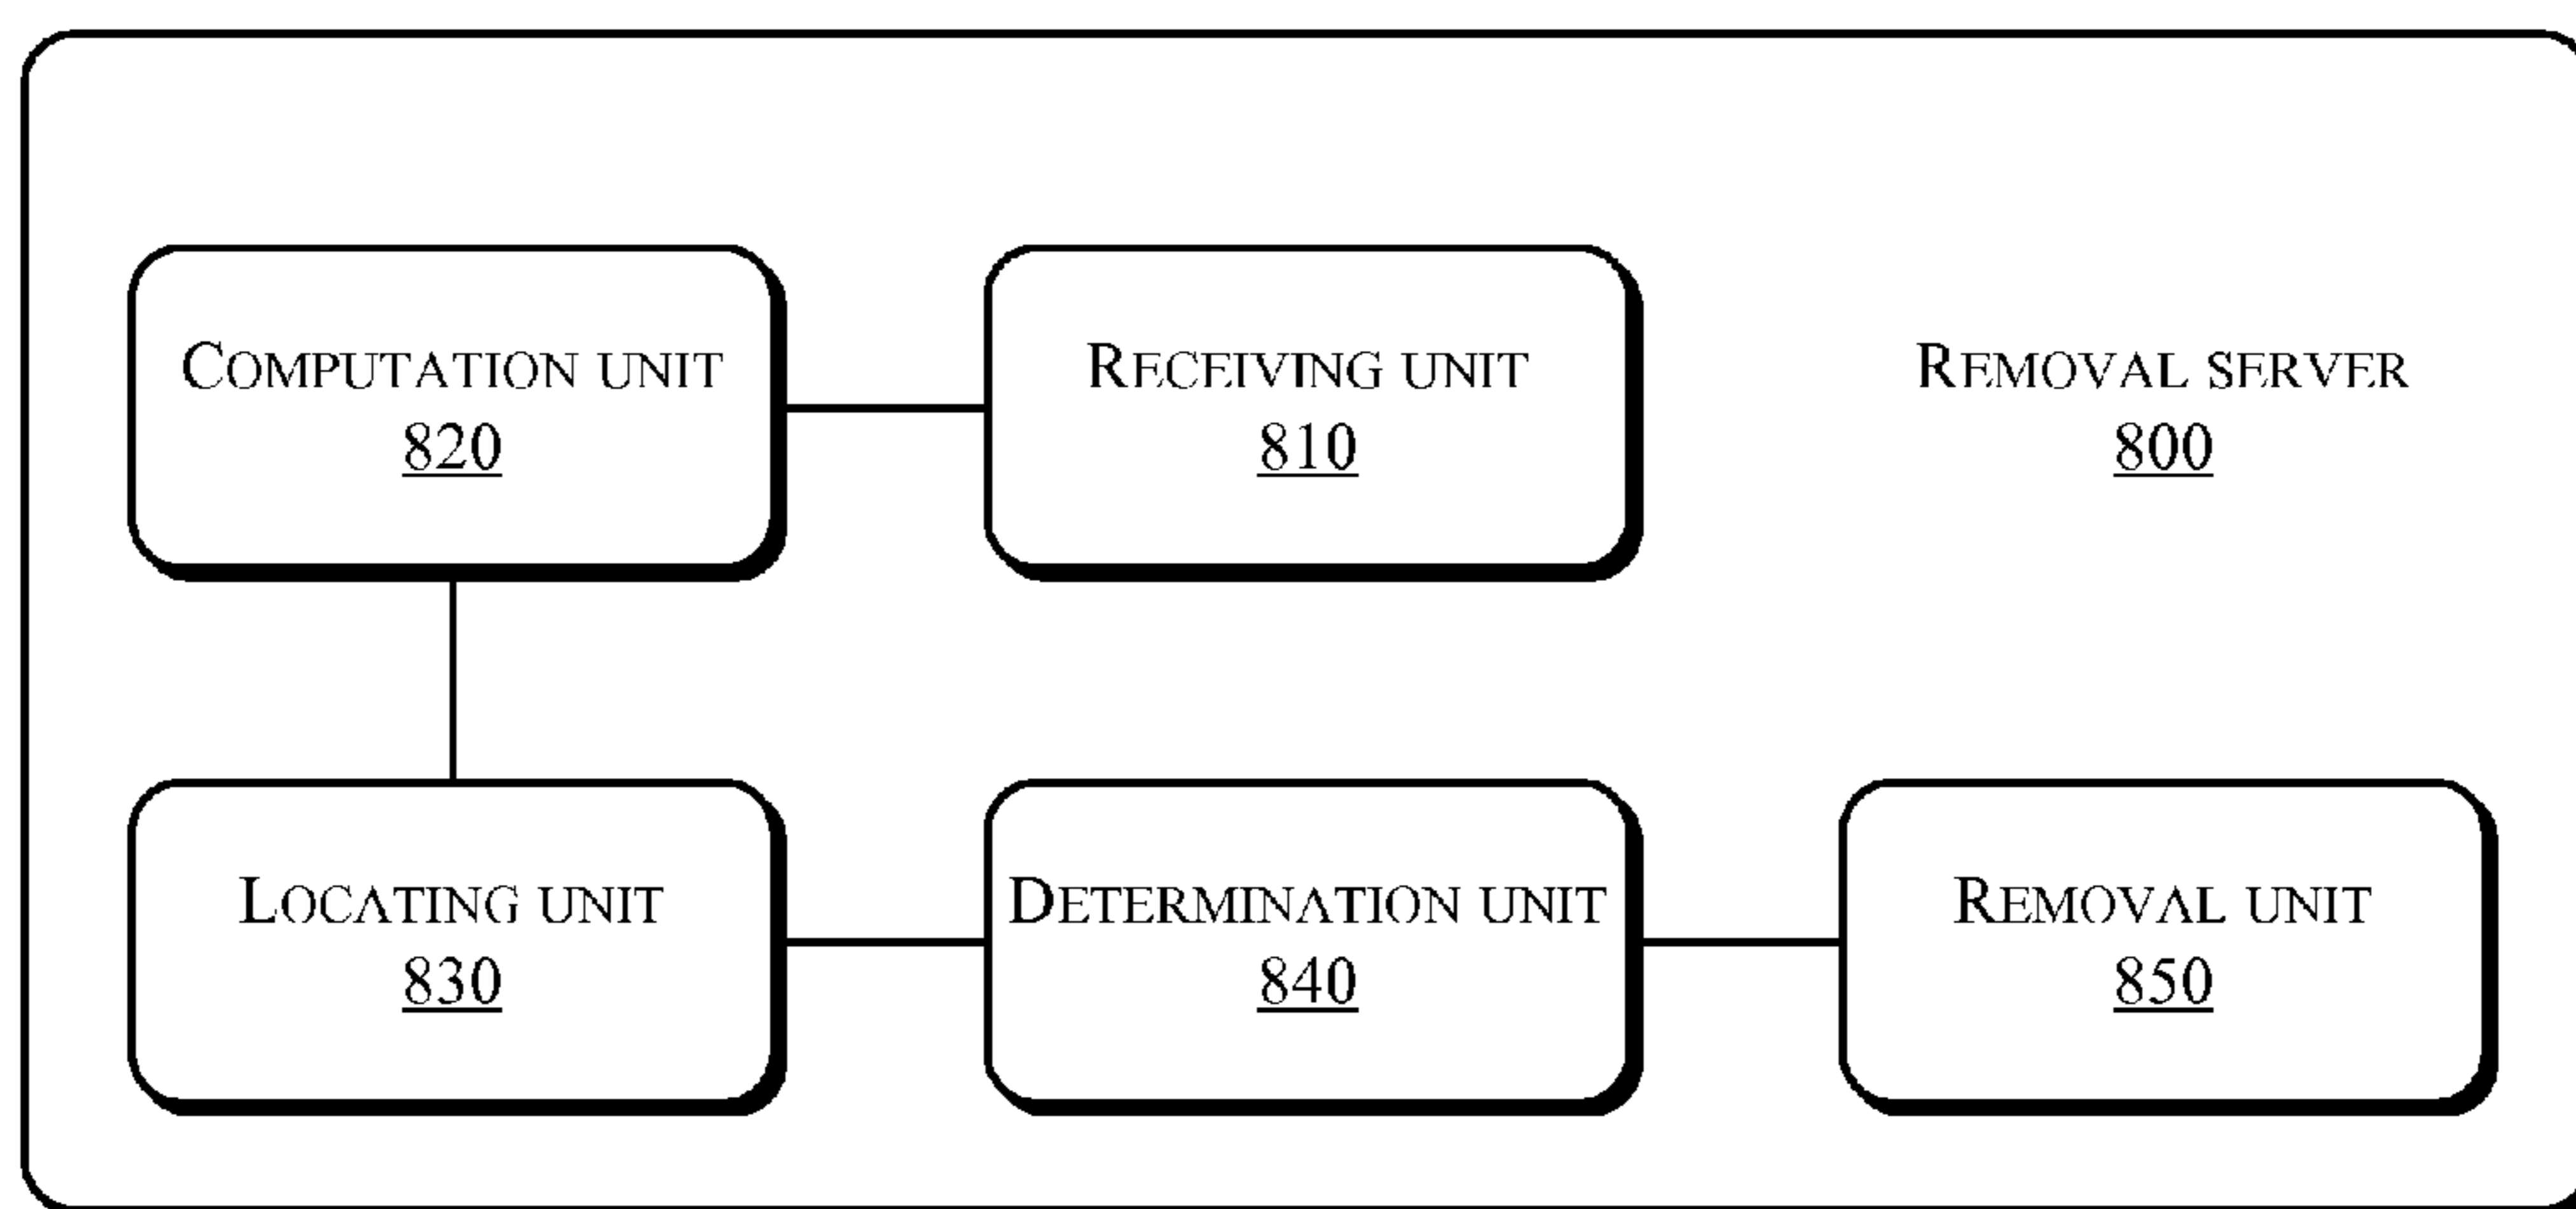 COMPUTATION UNIT
820
RECEIVING UNIT
810
REMOVAL SERVER
800
LOCATING UNIT
830
DETERMINATION UNIT
840
REMOVAL UNIT
850